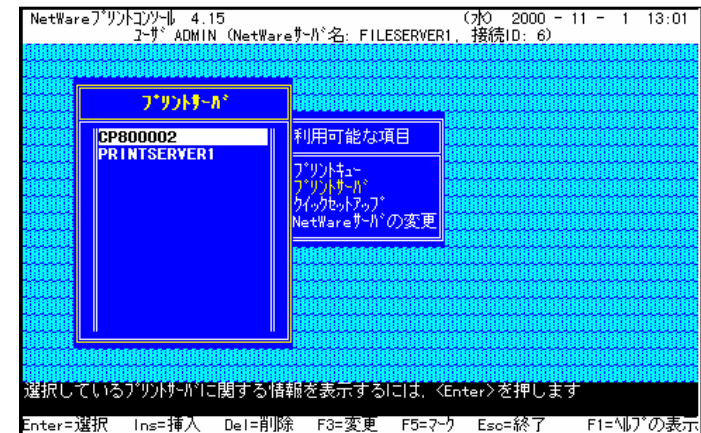 NetWareﾌﾟﾘﾝﾄｺﾝｿｰﾙ 4.15 (水) 2000 - 11 - 1 13:01
ﾕｰｻﾞ ADMIN (NetWareｻｰﾊﾞ名: FILESERVER1, 接続ID: 6)
ﾌﾟﾘﾝﾄｻｰﾊﾞ
CP800002
PRINTSERVER1
利用可能な項目
ﾌﾟﾘﾝﾄｷｭｰ
ﾌﾟﾘﾝﾄｻｰﾊﾞ
ｸｲｯｸｾｯﾄｱｯﾌﾟ
NetWareｻｰﾊﾞの変更
選択しているﾌﾟﾘﾝﾄｻｰﾊﾞに関する情報を表示するには, <Enter>を押します
Enter=選択 Ins=挿入 Del=削除 F3=変更 F5=ﾏｰｸ Esc=終了 F1=ﾍﾙﾌﾟの表示